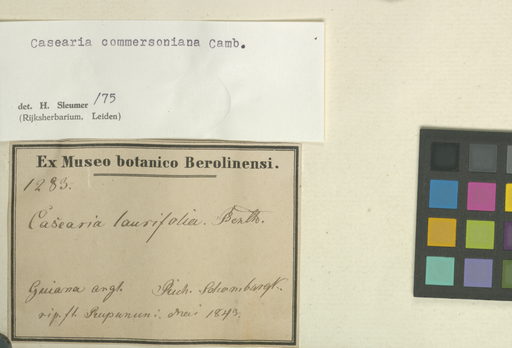 Casearia commersoniana Camb.
det. H. Sleumer /75
(Rijksherbarium, Leiden)
Ex Museo botanico Berolinensi.
1283.
Casearia laurifolia. Benth.
Guiana angl. Rich. Schomburgk.
rip. fl. Rupununi. Mai 1843.